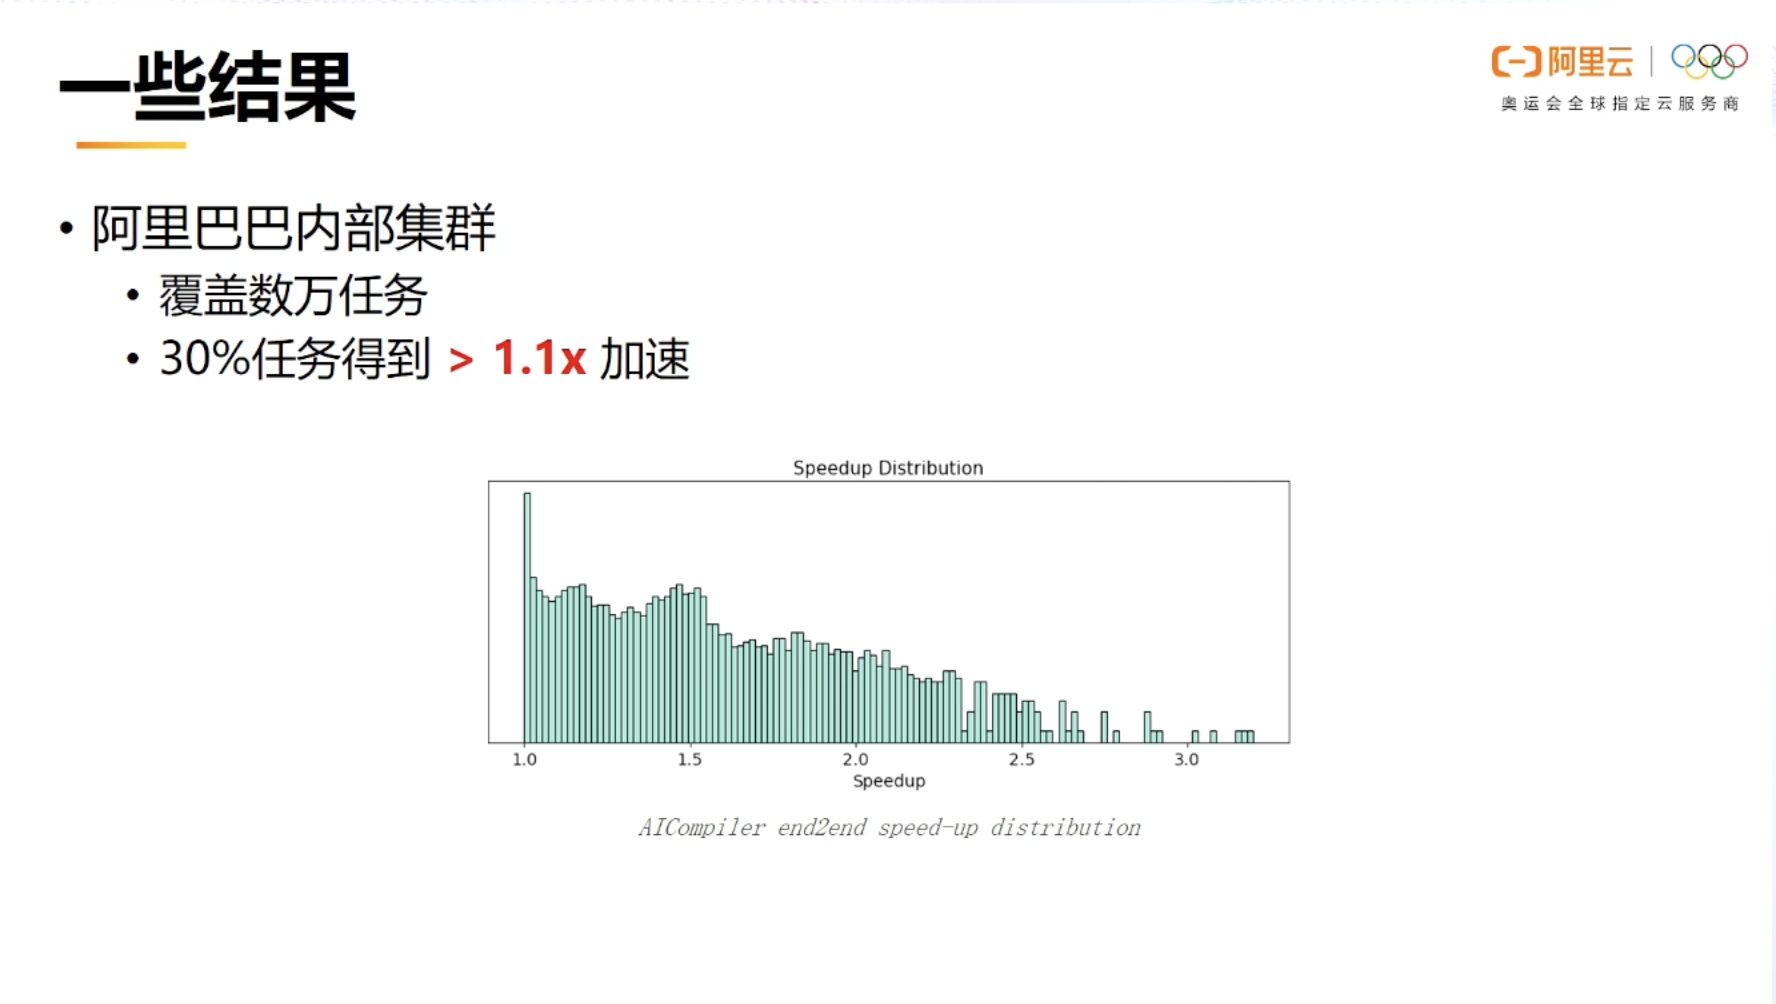 一些结果
阿里云
奥运会全球指定云服务商
• 阿里巴巴内部集群
• 覆盖数万任务
• 30%任务得到 > 1.1x 加速
Speedup Distribution
1.0 1.5 2.0 2.5 3.0
Speedup
AICompiler end2end speed-up distribution